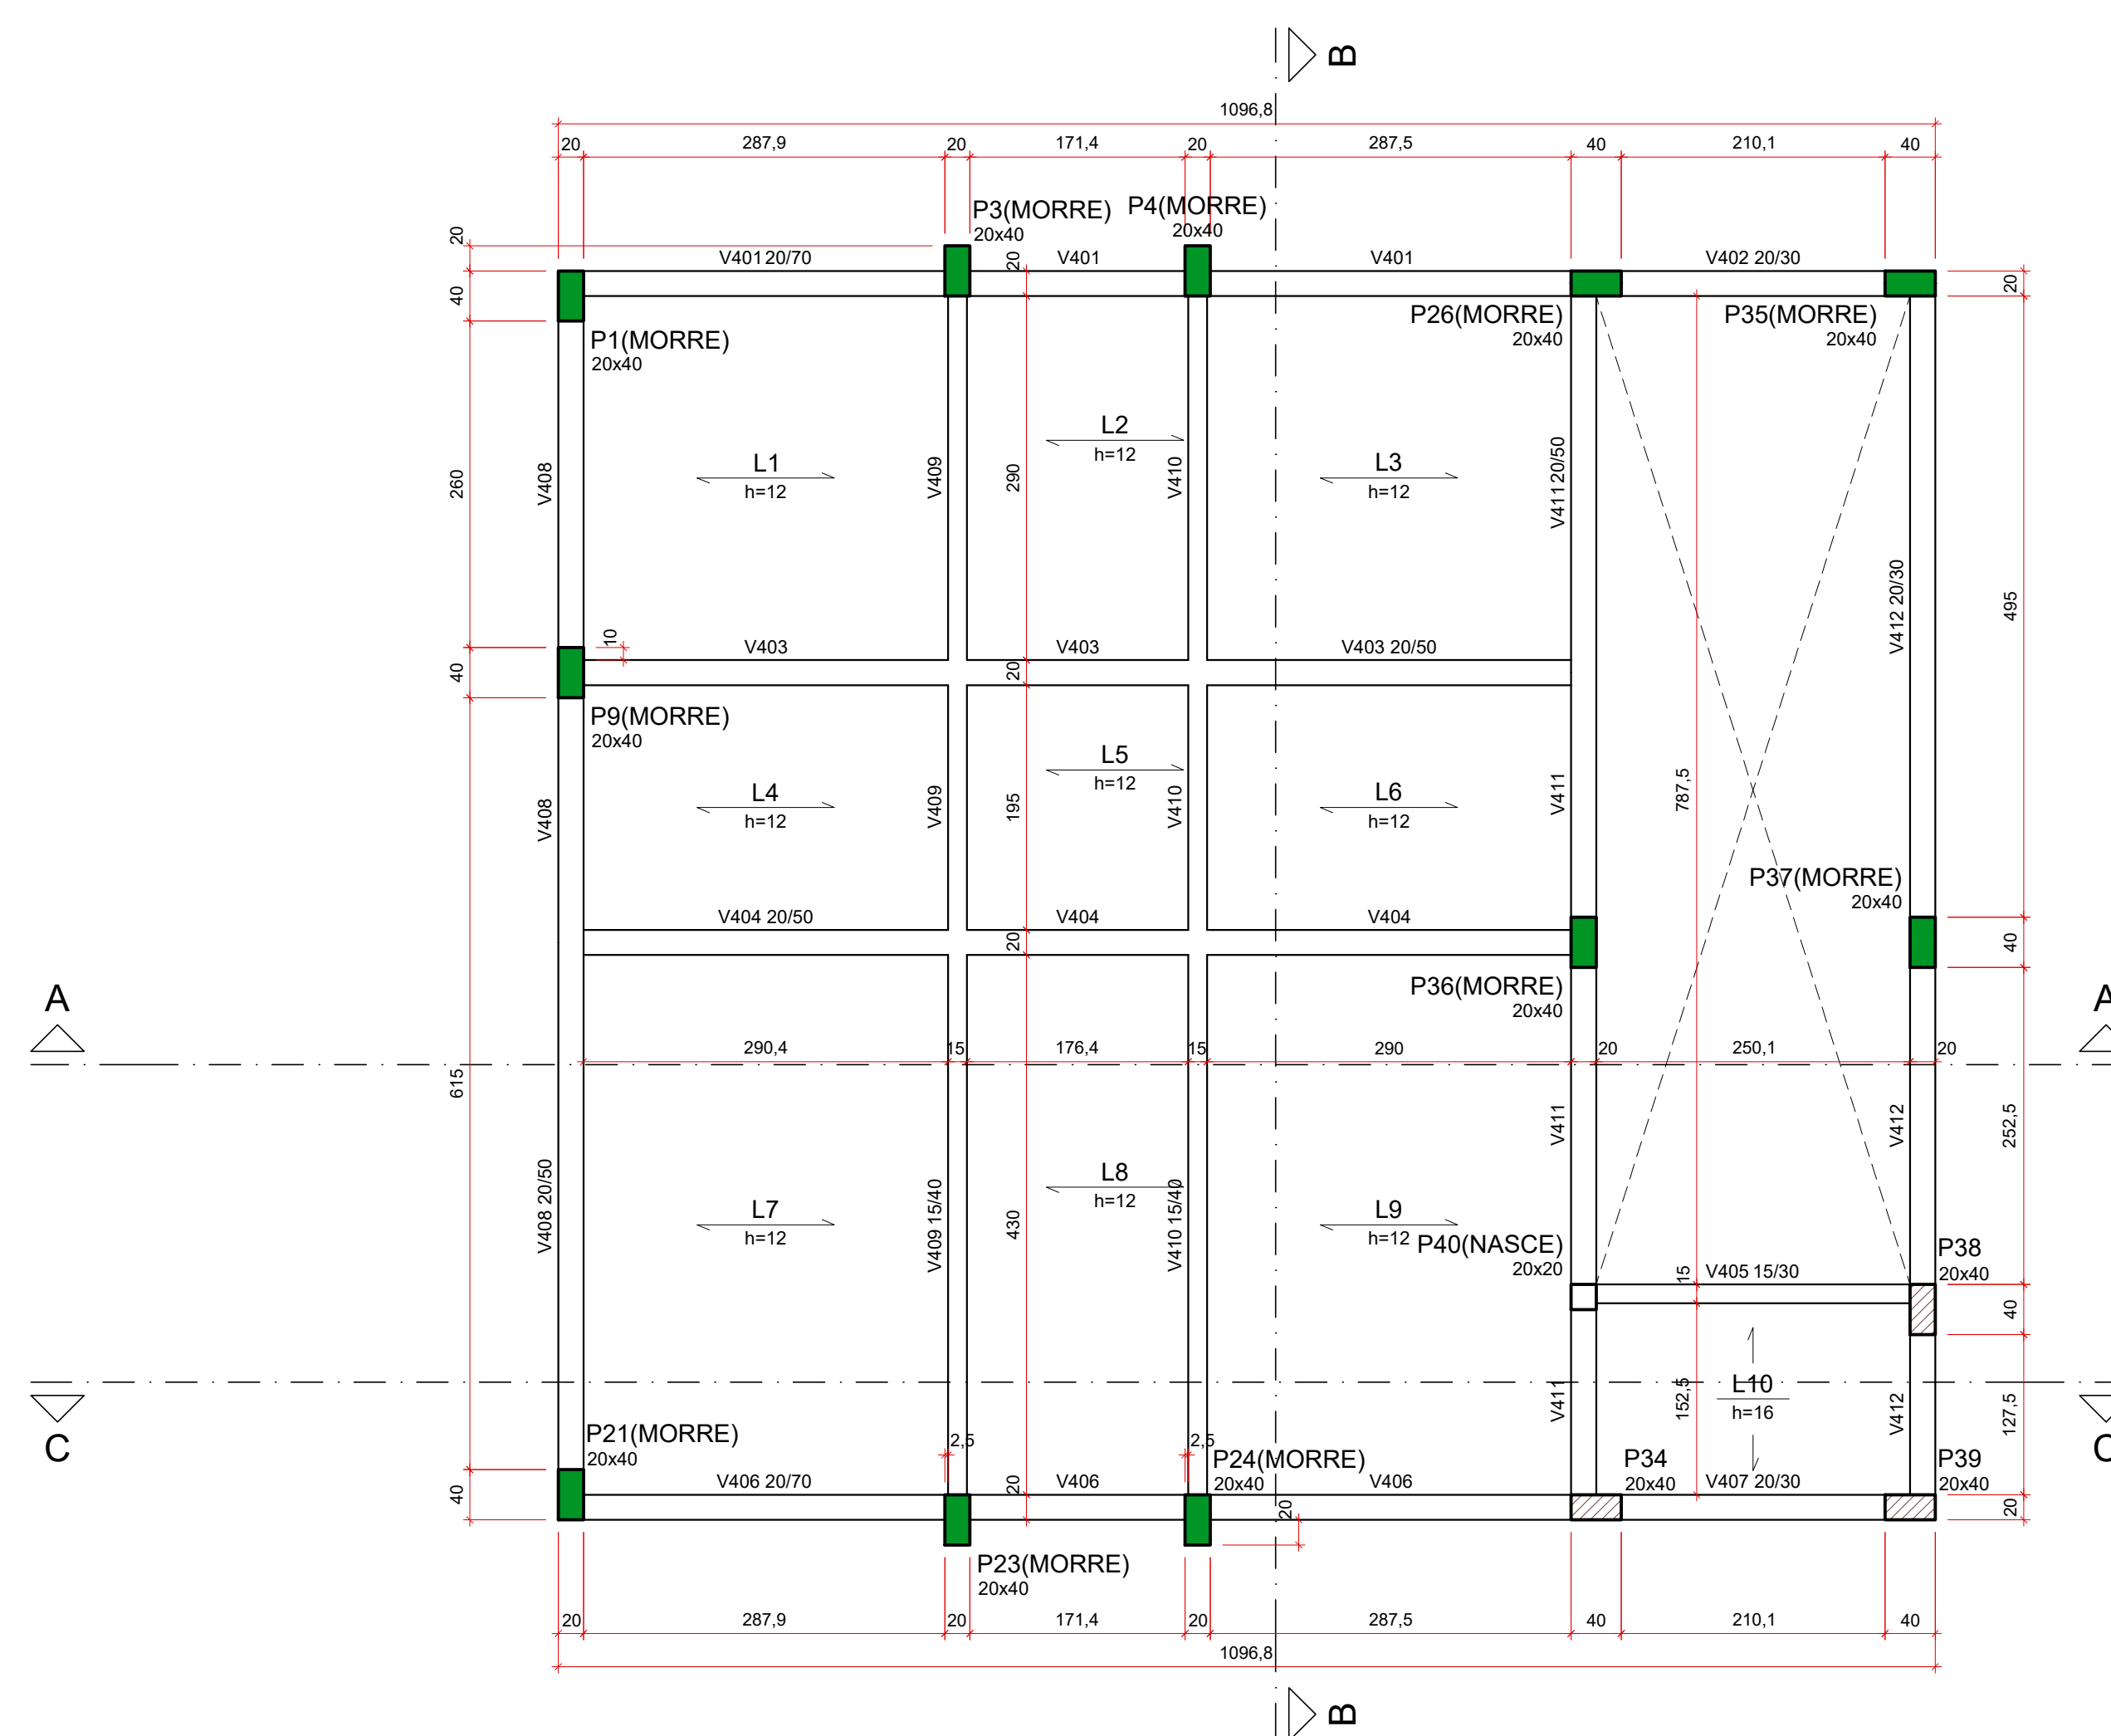 B
1096,8
20 287,9 20 171,4 20 287,5 40 210,1 40
P3(MORRE) P4(MORRE)
20x40 20x40
20
V401 20/70 20 V401 V401 V402 20/30
40 20
P1(MORRE) P26(MORRE) P35(MORRE)
20x40 20x40 20x40
L1
h=12
L2
h=12
L3
h=12
260 V408 V409 290 V410 V411 20/50 V412 20/30 495
10
V403 V403 V403 20/50
40 20
P9(MORRE)
20x40
L4
h=12
L5
h=12
L6
h=12
V408 V409 195 V410 V411 787,5
P37(MORRE)
20x40
V404 20/50 V404 V404
20 40
P36(MORRE)
20x40
A A
290,4 15 176,4 15 290 20 250,1 20
615 V411 V412 252,5
L7
h=12
L8
h=12
L9
h=12
V408 20/50 V409 15/40 430 V410 15/40
P40(NASCE)
20x20
P38
20x40
15 V405 15/30
40
L10
h=16
V411 152,5 V412 127,5
C C
P21(MORRE)
20x40
2,5 2,5
P24(MORRE)
20x40
P34
20x40
P39
20x40
40 V406 20/70 20 V406 V406 V407 20/30 20
20
P23(MORRE)
20x40
20 287,9 20 171,4 20 287,5 40 210,1 40
1096,8
B